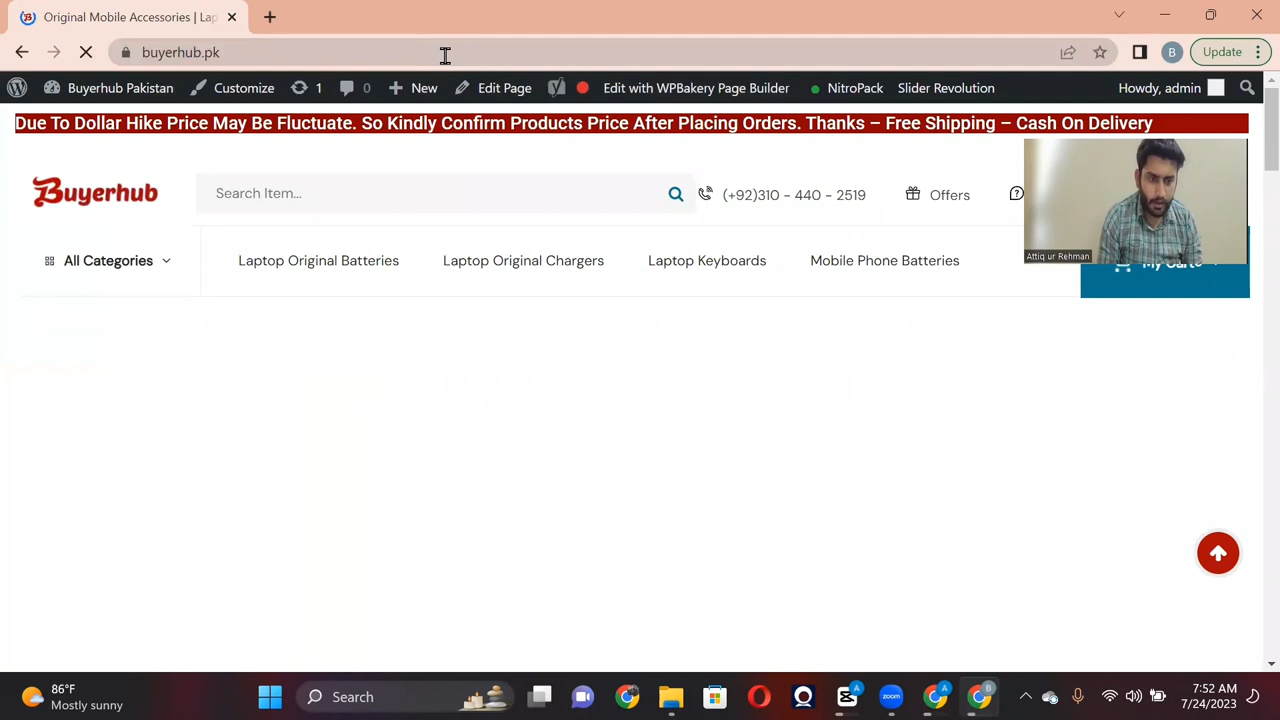 Original Mobile Accessories | Lap
buyerhub.pk
Update
Buyerhub Pakistan
Customize
1
0
New
Edit Page
Edit with WPBakery Page Builder
NitroPack
Slider Revolution
Howdy, admin
Due To Dollar Hike Price May Be Fluctuate. So Kindly Confirm Products Price After Placing Orders. Thanks – Free Shipping – Cash On Delivery
Buyerhub
Search Item...
(+92)310 - 440 - 2519
Offers
Attiq ur Rehman
All Categories
Laptop Original Batteries
Laptop Original Chargers
Laptop Keyboards
Mobile Phone Batteries
86°F
Mostly sunny
Search
zoom
7:52 AM
7/24/2023